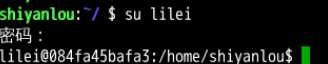 shiyanlou:~/ $ su lilei
密码：
lilei@084fa45bafa3:/home/shiyanlou$